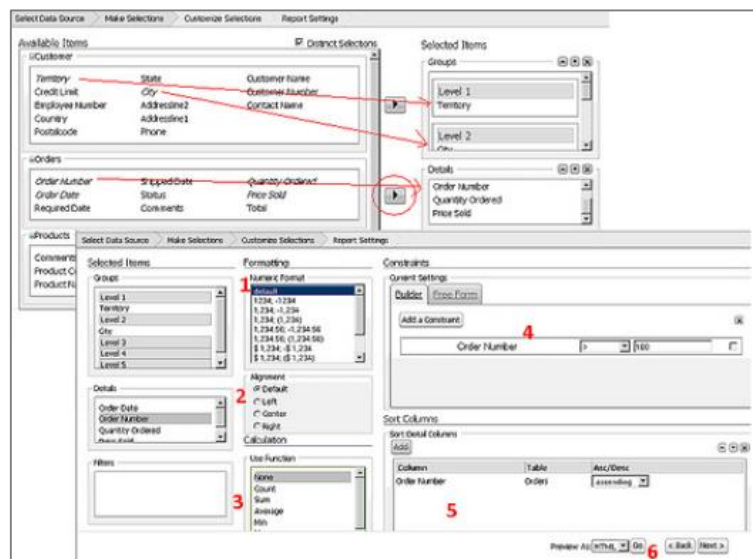 Select Data Source Make Selections Customize Selections Report Settings
Available Items
Distinct Selections
Customer
Territory State Customer Name
Credit Limit City Customer Number
Employee Number Addressline2 Contact Name
Country Addressline1
Postalcode Phone
Orders
Order Number Shipped Date Quantity Ordered
Order Date Status Price Sold
Required Date Comments Total
Products
Comments
Selected Items
Groups
Level 1
Territory
Level 2
City
Details
Order Number
Quantity Ordered
Price Sold
Select Data Source Make Selections Customize Selections Report Settings
Selected Items
Groups
Level 1
Territory
Level 2
City
Level 3
Level 4
Level 5
Details
Order Date
Order Number
Quantity Ordered
Price Sold
Filters
Formatting
1
Numeric Format
default
1234; -1234
1,234; -1,234
1,234; (1,234)
1,234.56; -1,234.56
1,234.56; (1,234.56)
$ 1,234; -$ 1,234
$ 1,234; ($ 1,234)
2
Alignment
Default
Left
Center
Right
Calculation
3
Use Function
None
Count
Sum
Average
Min
Constraints
Current Settings
Builder Free Form
Add a Constraint
4
Order Number > 100
Sort Columns
Sort Detail Columns
Add
Column Table Asc/Desc
Order Number Orders ascending
5
Preview As HTML Go 6 < Back Next >